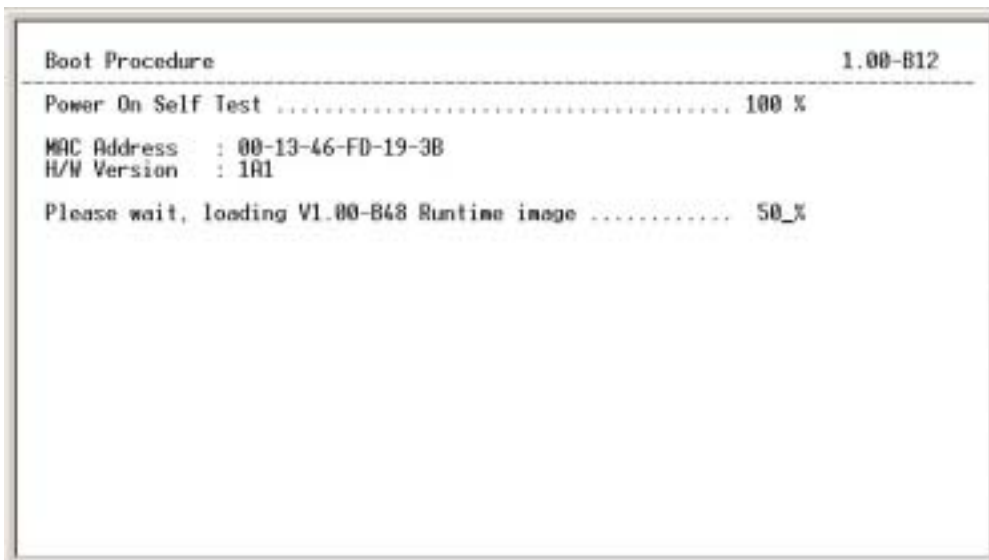 Boot Procedure 1.00-B12
Power On Self Test ........................................ 100 %
MAC Address : 00-13-46-FD-19-3B
H/W Version : 1A1
Please wait, loading V1.00-B48 Runtime image ............ 50_%